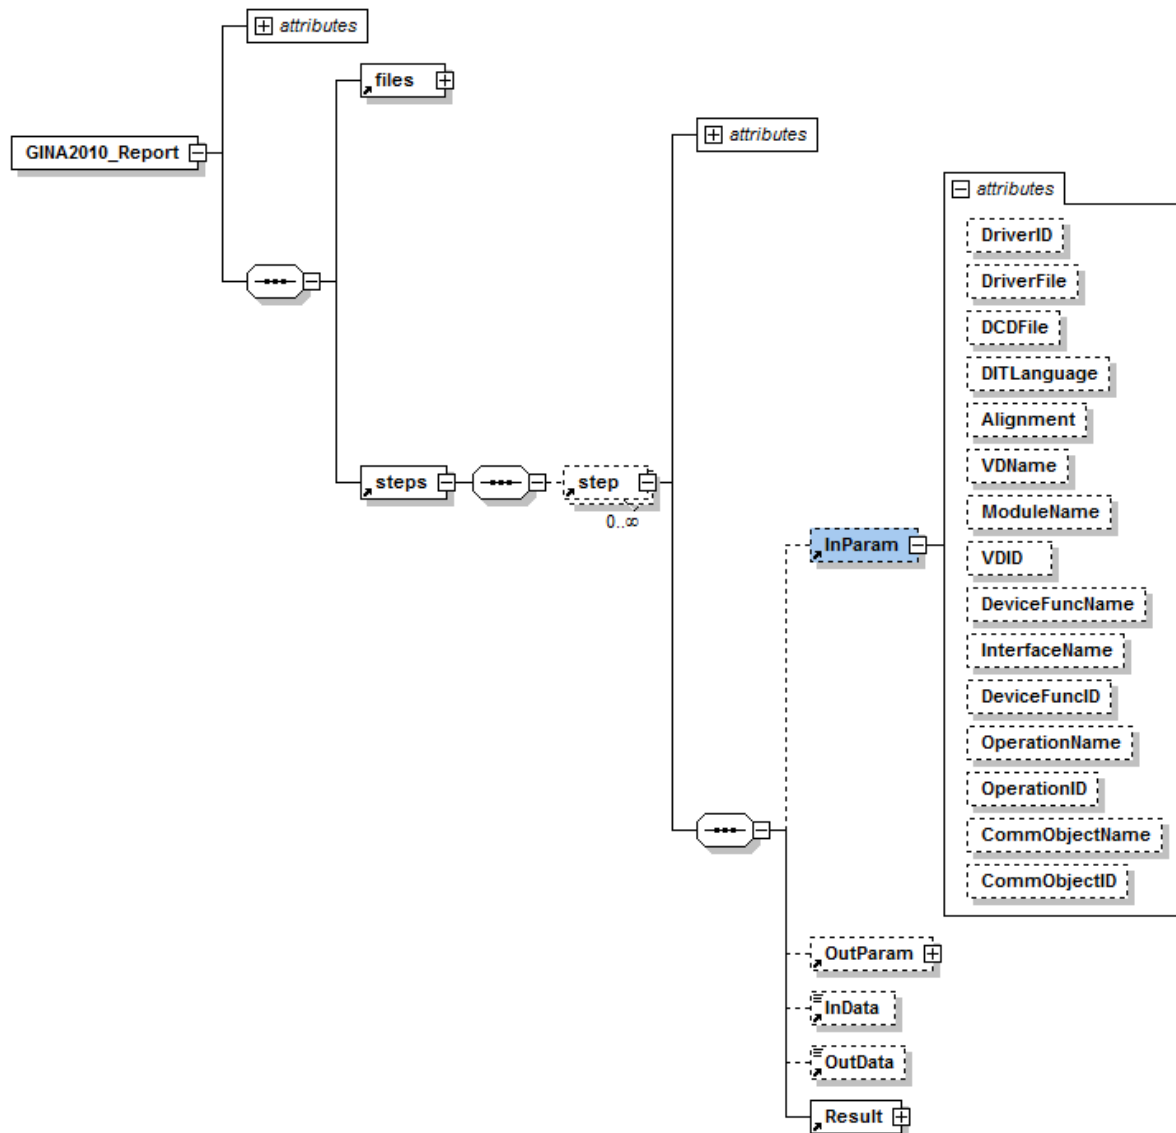 attributes
files
GINA2010_Report
attributes
attributes
DriverID
DriverFile
DCDFile
DITLanguage
Alignment
VDName
steps
step
ModuleName
0..∞
InParam
VDID
DeviceFuncName
InterfaceName
DeviceFuncID
OperationName
OperationID
CommObjectName
CommObjectID
OutParam
InData
OutData
Result